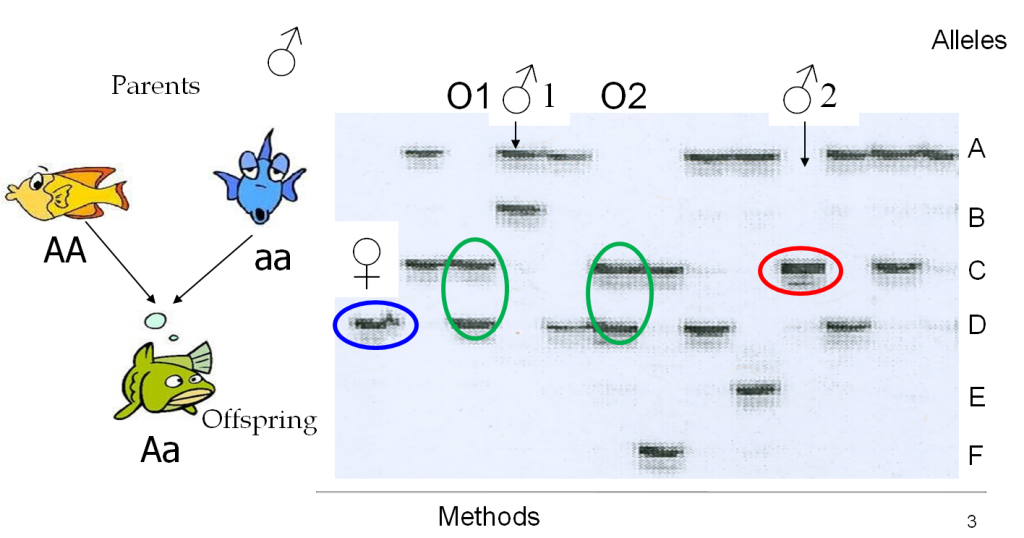 Alleles
Parents
♂
O1 ♂ 1 O2 ♂ 2
A
B
♀
C
D
E
F
AA
aa
Offspring
Aa
Methods
3